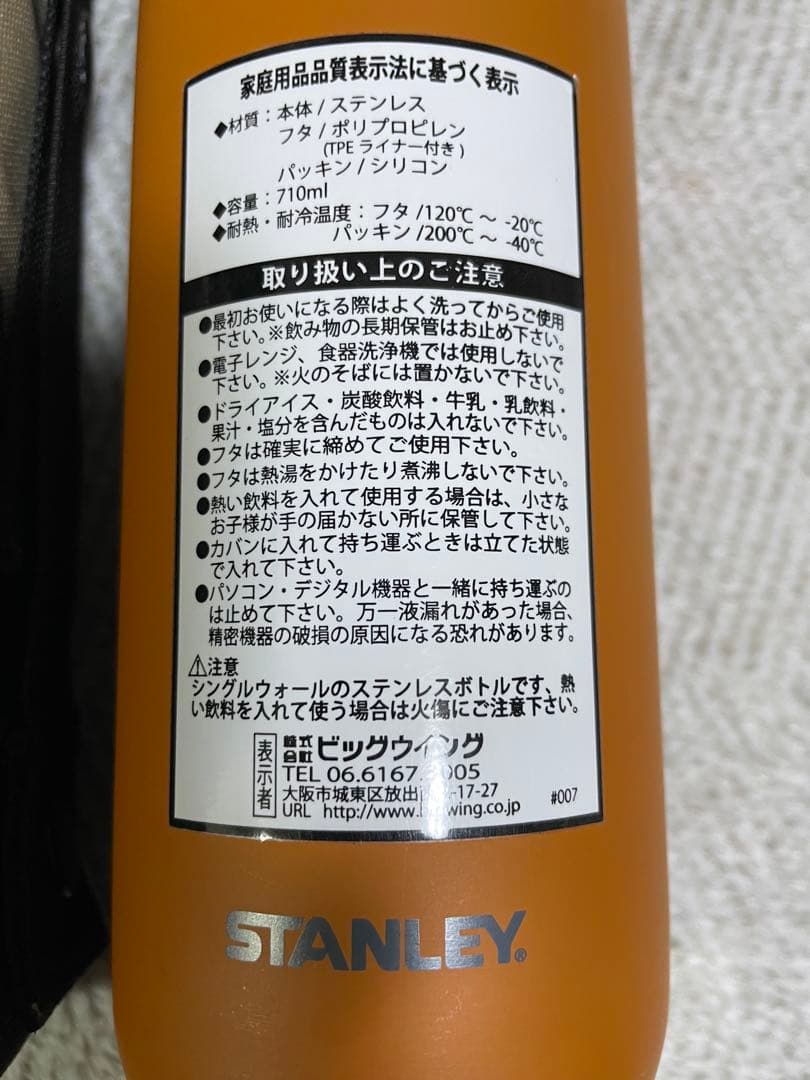 家庭用品品質表示法に基づく表示
◆材質：本体/ステンレス
フタ/ポリプロピレン
(TPEライナー付き)
パッキン/シリコン
◆容量：710ml
◆耐熱・耐冷温度：フタ/120℃～-20℃
パッキン/200℃～-40℃
取り扱い上のご注意
●最初お使いになる際はよく洗ってからご使用
下さい。※飲み物の長期保管はお止め下さい。
●電子レンジ、食器洗浄機では使用しないで
下さい。※火のそばには置かないで下さい。
●ドライアイス・炭酸飲料・牛乳・乳飲料・
果汁・塩分を含んだものは入れないで下さい。
●フタは確実に締めてご使用下さい。
●フタは熱湯をかけたり煮沸しないで下さい。
●熱い飲料を入れて使用する場合は、小さな
お子様が手の届かない所に保管して下さい。
●カバンに入れて持ち運ぶときは立てた状態
で入れて下さい。
●パソコン・デジタル機器と一緒に持ち運ぶの
は止めて下さい。万一液漏れがあった場合、
精密機器の破損の原因になる恐れがあります。
⚠注意
シングルウォールのステンレスボトルです、熱
い飲料を入れて使う場合は火傷にご注意下さい。
表示者
株式会社ビッグウイング
TEL 06.6167.
大阪市城東区放出
URL http://www.
#007
STANLEY®